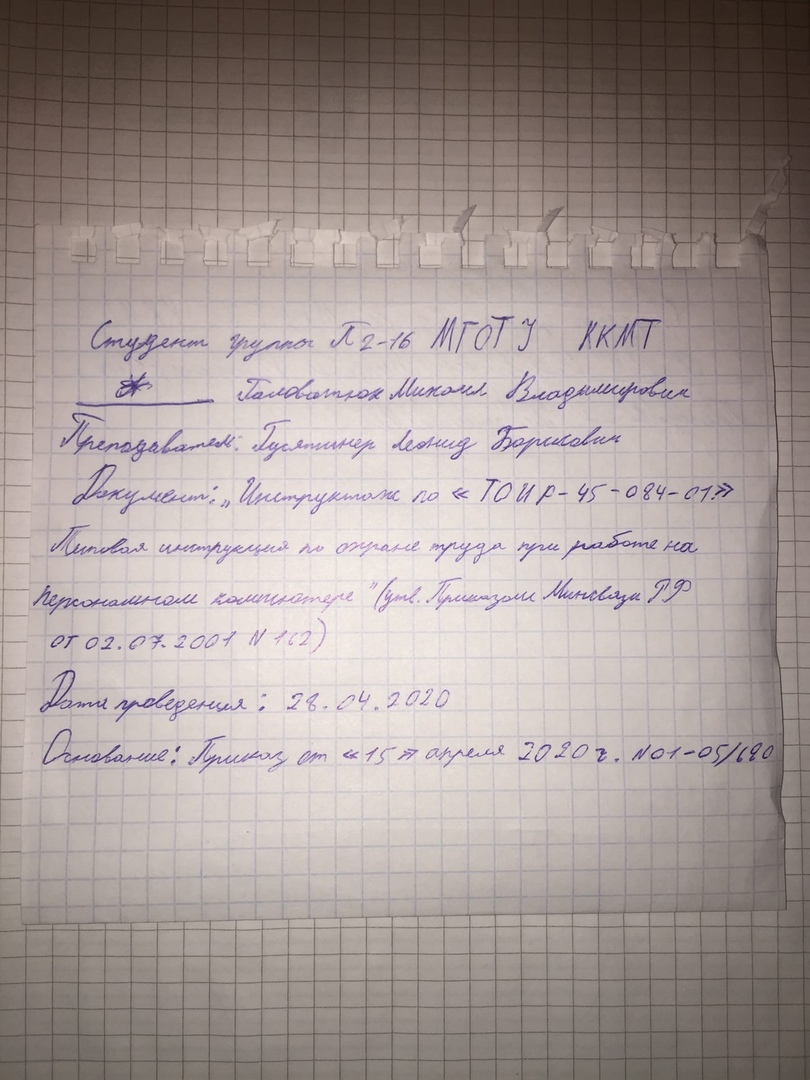 Студент группы П2-16 МГОТУ ККМТ
Головатюк Михаил Владимирович
Преподаватель: Гусятинер Леонид Борисович
Документ: „Инструктаж по «ТОИ Р-45-084-01»
Типовая инструкция по охране труда при работе на
персональном компьютере" (утв. Приказом Минсвязи РФ
от 02.07.2001 N 162)
Дата проведения: 28.04.2020
Основание: Приказ от «15» апреля 2020 г. N01-05/690